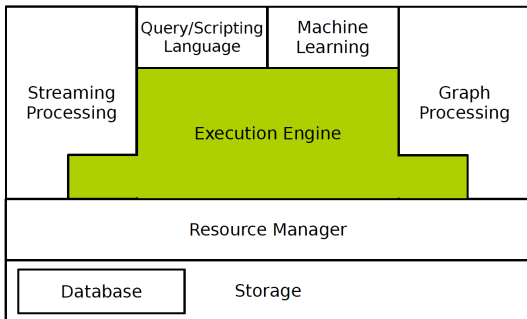 Query/Scripting
Language
Machine
Learning
Streaming
Processing
Graph
Processing
Execution Engine
Resource Manager
Database
Storage